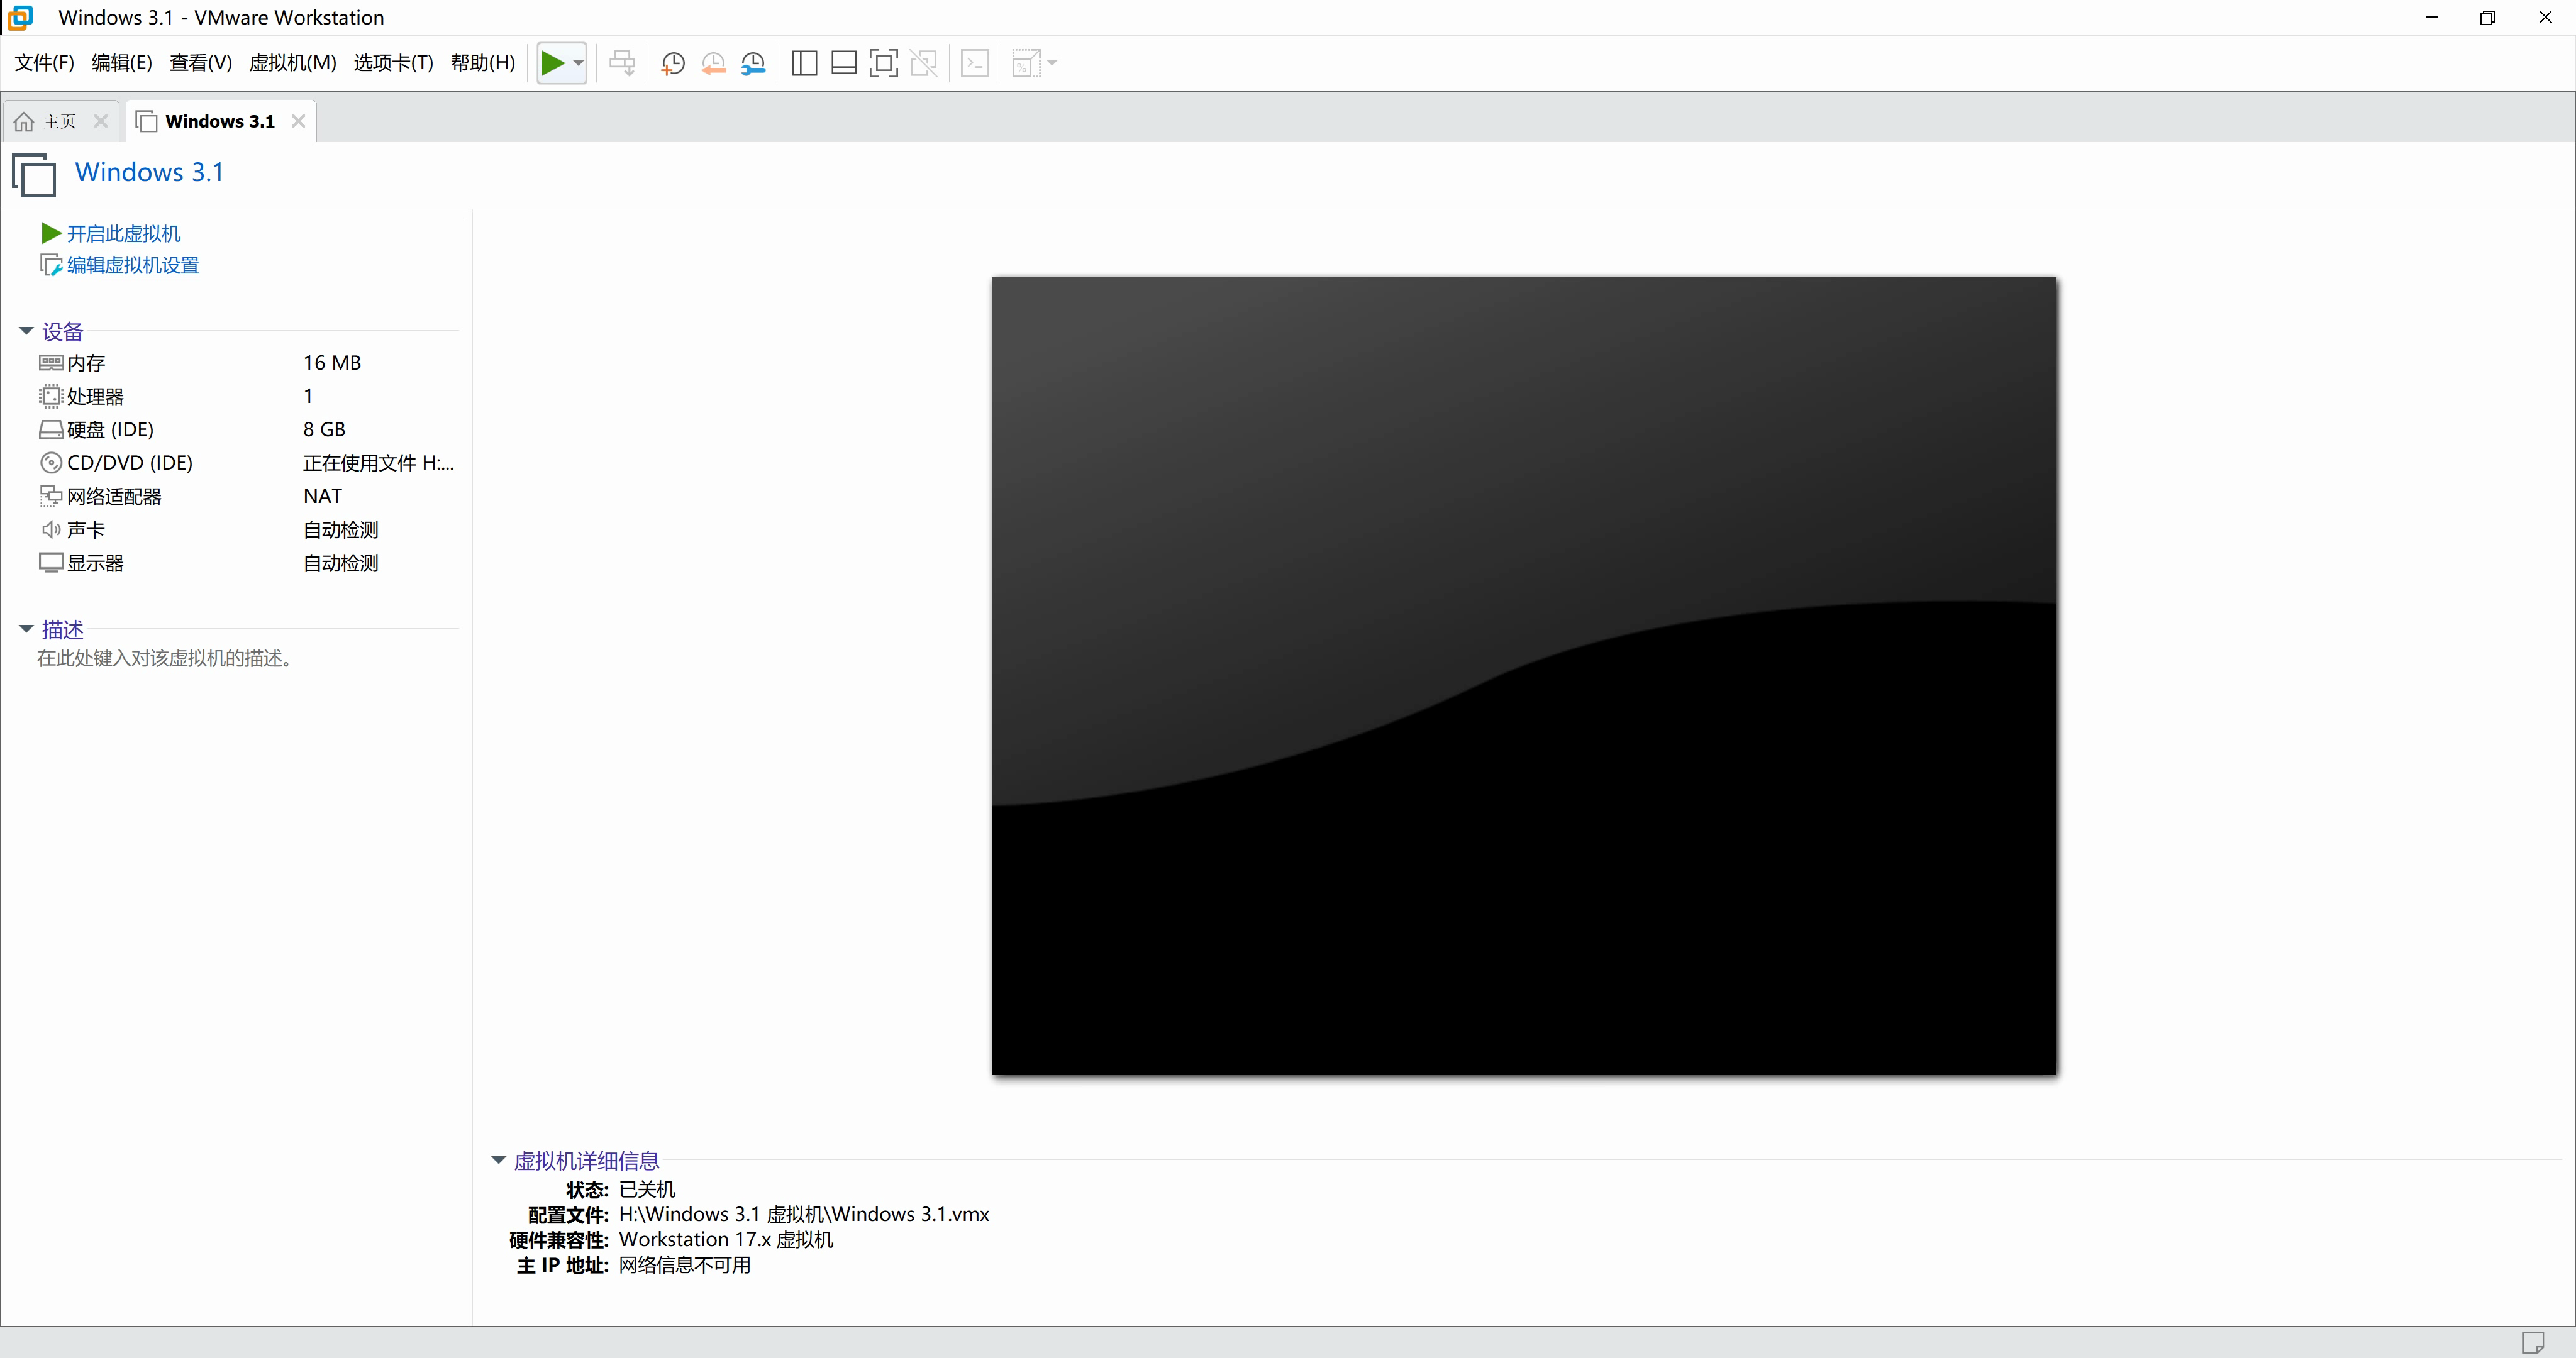 Windows 3.1 - VMware Workstation
文件(F) 编辑(E) 查看(V) 虚拟机(M) 选项卡(T) 帮助(H)
主页
Windows 3.1
Windows 3.1
开启此虚拟机
编辑虚拟机设置
设备
内存 16 MB
处理器 1
硬盘 (IDE) 8 GB
CD/DVD (IDE) 正在使用文件 H:...
网络适配器 NAT
声卡 自动检测
显示器 自动检测
描述
在此处键入对该虚拟机的描述。
虚拟机详细信息
状态: 已关机
配置文件: H:\Windows 3.1 虚拟机\Windows 3.1.vmx
硬件兼容性: Workstation 17.x 虚拟机
主 IP 地址: 网络信息不可用